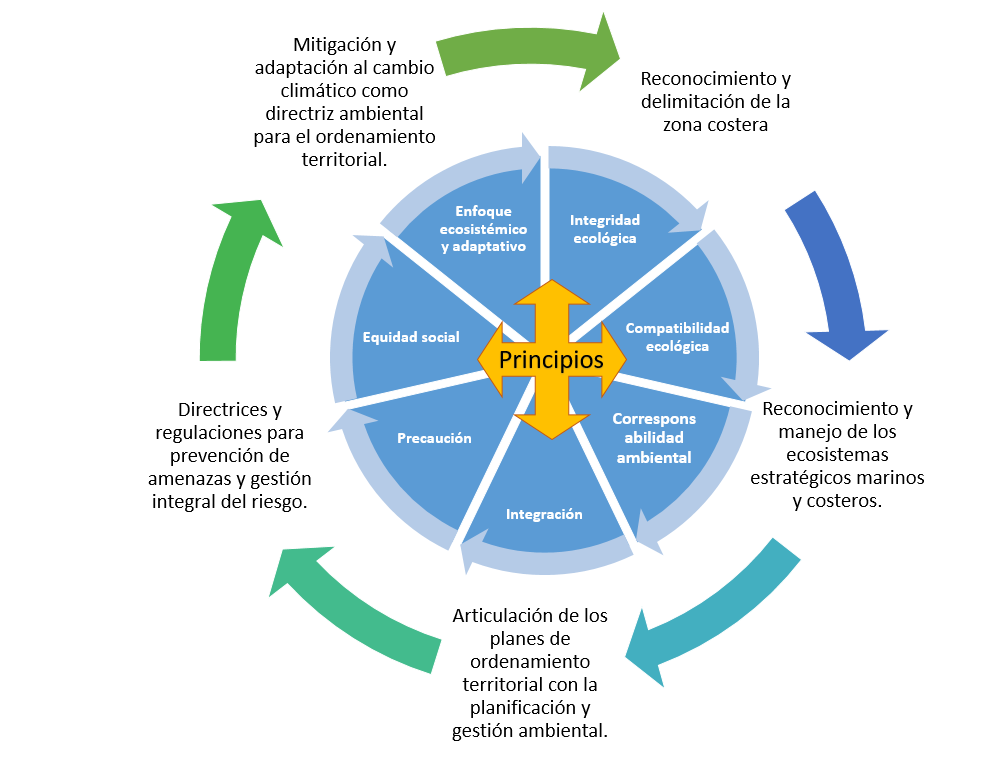 Mitigación y
adaptación al cambio
climático como
directriz ambiental
para el ordenamiento
territorial.
Reconocimiento y
delimitación de la
zona costera
Reconocimiento y
manejo de los
ecosistemas
estratégicos marinos
y costeros.
Articulación de los
planes de
ordenamiento
territorial con la
planificación y
gestión ambiental.
Directrices y
regulaciones para
prevención de
amenazas y gestión
integral del riesgo.
Enfoque
ecosistémico
y adaptativo
Integridad
ecológica
Compatibilidad
ecológica
Correspons
abilidad
ambiental
Integración
Precaución
Equidad social
Principios